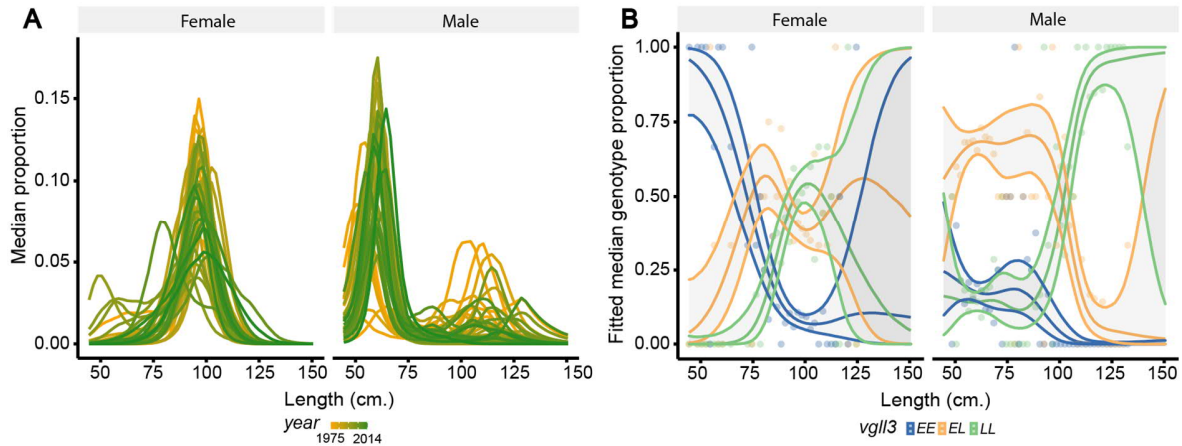 A
Female
Male
Median proportion
0.15
0.10
0.05
0.00
50 75 100 125 150
50 75 100 125 150
Length (cm.)
year
1975 2014
B
Female
Male
Fitted median genotype proportion
1.00
0.75
0.50
0.25
0.00
50 75 100 125 150
50 75 100 125 150
Length (cm.)
vgll3 EE EL LL